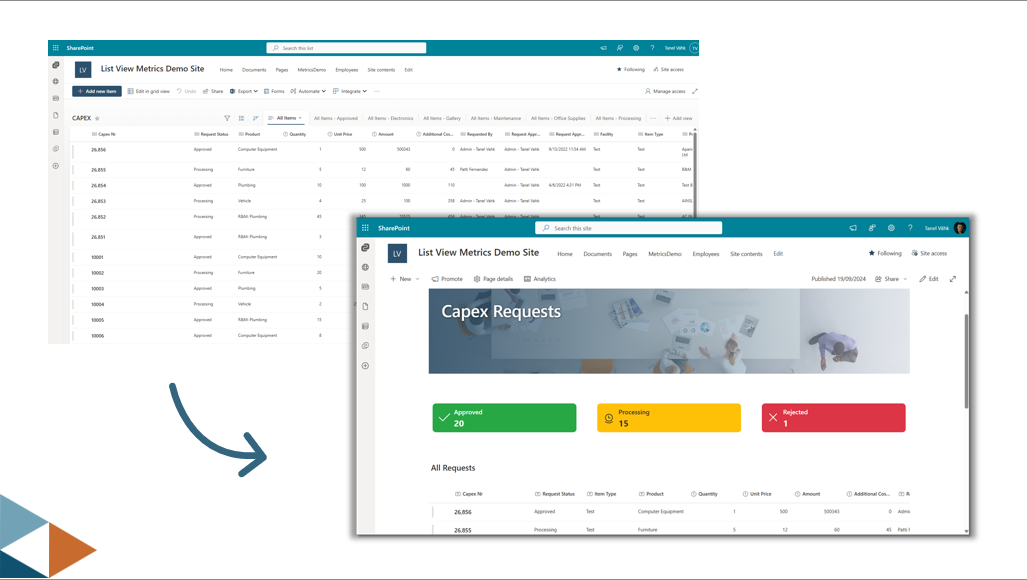 SharePoint
Search this list
Tanel Vähk TV
LV List View Metrics Demo Site Home Documents Pages MetricsDemo Employees Site contents Edit Following Site access
+ Add new item Edit in grid view Undo Share Export Forms Automate Integrate ... Manage access
CAPEX All Items All Items - Approved All Items - Electronics All Items - Gallery All Items - Maintenance All Items - Office Supplies All Items - Processing ... + Add view
Capex Nr Request Status Product Quantity Unit Price Amount Additional Cos... Requested By Request Appr... Request Appr... Facility Item Type
26,856 Approved Computer Equipment 1 500 500343 0 Admin - Tanel Vähk Admin - Tanel Vähk 9/13/2022 11:54 AM Test Test
26,855 Processing Furniture 5 12 60 45 Patti Fernandez Admin - Tanel Vähk Test Test R&M
26,854 Approved Plumbing 10 100 1000 110 Admin - Tanel Vähk 4/8/2022 4:31 PM Test Test
26,853 Processing Vehicle 4 25 100 258 Admin - Tanel Vähk Admin - Tanel Vähk Test Test
26,852 Processing R&M: Plumbing 43
26,851 Approved R&M: Plumbing 3
10001 Approved Computer Equipment 10
10002 Processing Furniture 20
10003 Approved Plumbing 5
10004 Processing Vehicle 2
10005 Approved R&M: Plumbing
10006 Approved Computer Equipment 8
SharePoint
Search this site
Tanel Vähk
LV List View Metrics Demo Site Home Documents Pages MetricsDemo Employees Site contents Edit Following Site access
+ New Promote Page details Analytics Published 19/09/2024 Share Edit
Capex Requests
Approved
20
Processing
15
Rejected
1
All Requests
Capex Nr Request Status Item Type Product Quantity Unit Price Amount Additional Cos...
26,856 Approved Test Computer Equipment 1 500 500343 0 Admi
26,855 Processing Test Furniture 5 12 60 45 Patti